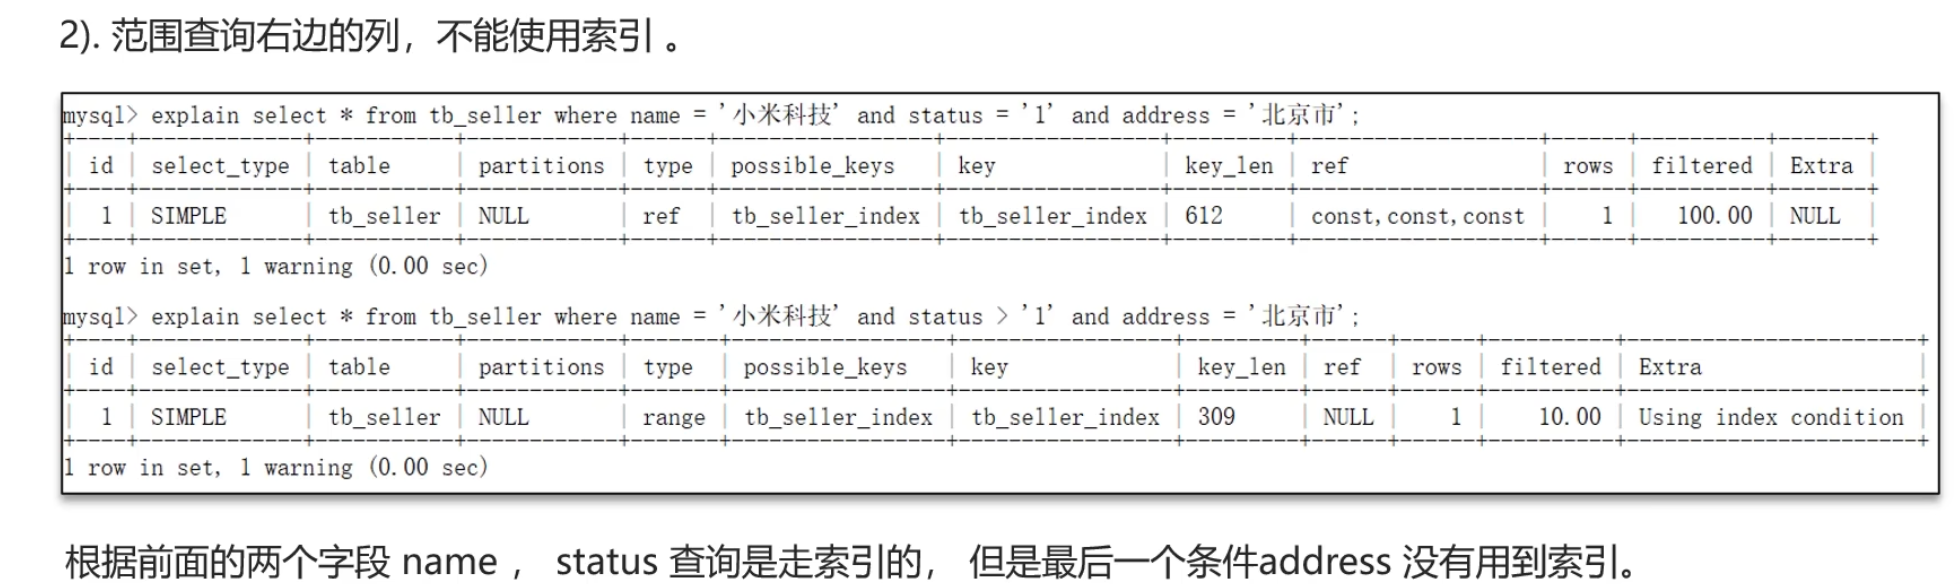 2). 范围查询右边的列，不能使用索引 。
mysql> explain select * from tb_seller where name = '小米科技' and status = '1' and address = '北京市';
+----+-------------+-----------+------------+------+-----------------+-----------------+---------+-------------------+------+----------+-------+
| id | select_type | table | partitions | type | possible_keys | key | key_len | ref | rows | filtered | Extra |
+----+-------------+-----------+------------+------+-----------------+-----------------+---------+-------------------+------+----------+-------+
| 1 | SIMPLE | tb_seller | NULL | ref | tb_seller_index | tb_seller_index | 612 | const,const,const | 1 | 100.00 | NULL |
+----+-------------+-----------+------------+------+-----------------+-----------------+---------+-------------------+------+----------+-------+
1 row in set, 1 warning (0.00 sec)
mysql> explain select * from tb_seller where name = '小米科技' and status > '1' and address = '北京市';
+----+-------------+-----------+------------+-------+-----------------+-----------------+---------+------+------+----------+-----------------------+
| id | select_type | table | partitions | type | possible_keys | key | key_len | ref | rows | filtered | Extra |
+----+-------------+-----------+------------+-------+-----------------+-----------------+---------+------+------+----------+-----------------------+
| 1 | SIMPLE | tb_seller | NULL | range | tb_seller_index | tb_seller_index | 309 | NULL | 1 | 10.00 | Using index condition |
+----+-------------+-----------+------------+-------+-----------------+-----------------+---------+------+------+----------+-----------------------+
1 row in set, 1 warning (0.00 sec)
根据前面的两个字段 name ， status 查询是走索引的， 但是最后一个条件address 没有用到索引。